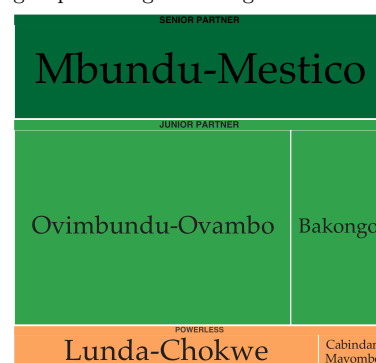 SENIOR PARTNER
Mbundu-Mestico
JUNIOR PARTNER
Ovimbundu-Ovambo
Bakongo
POWERLESS
Lunda-Chokwe
Cabindan
Mayombe